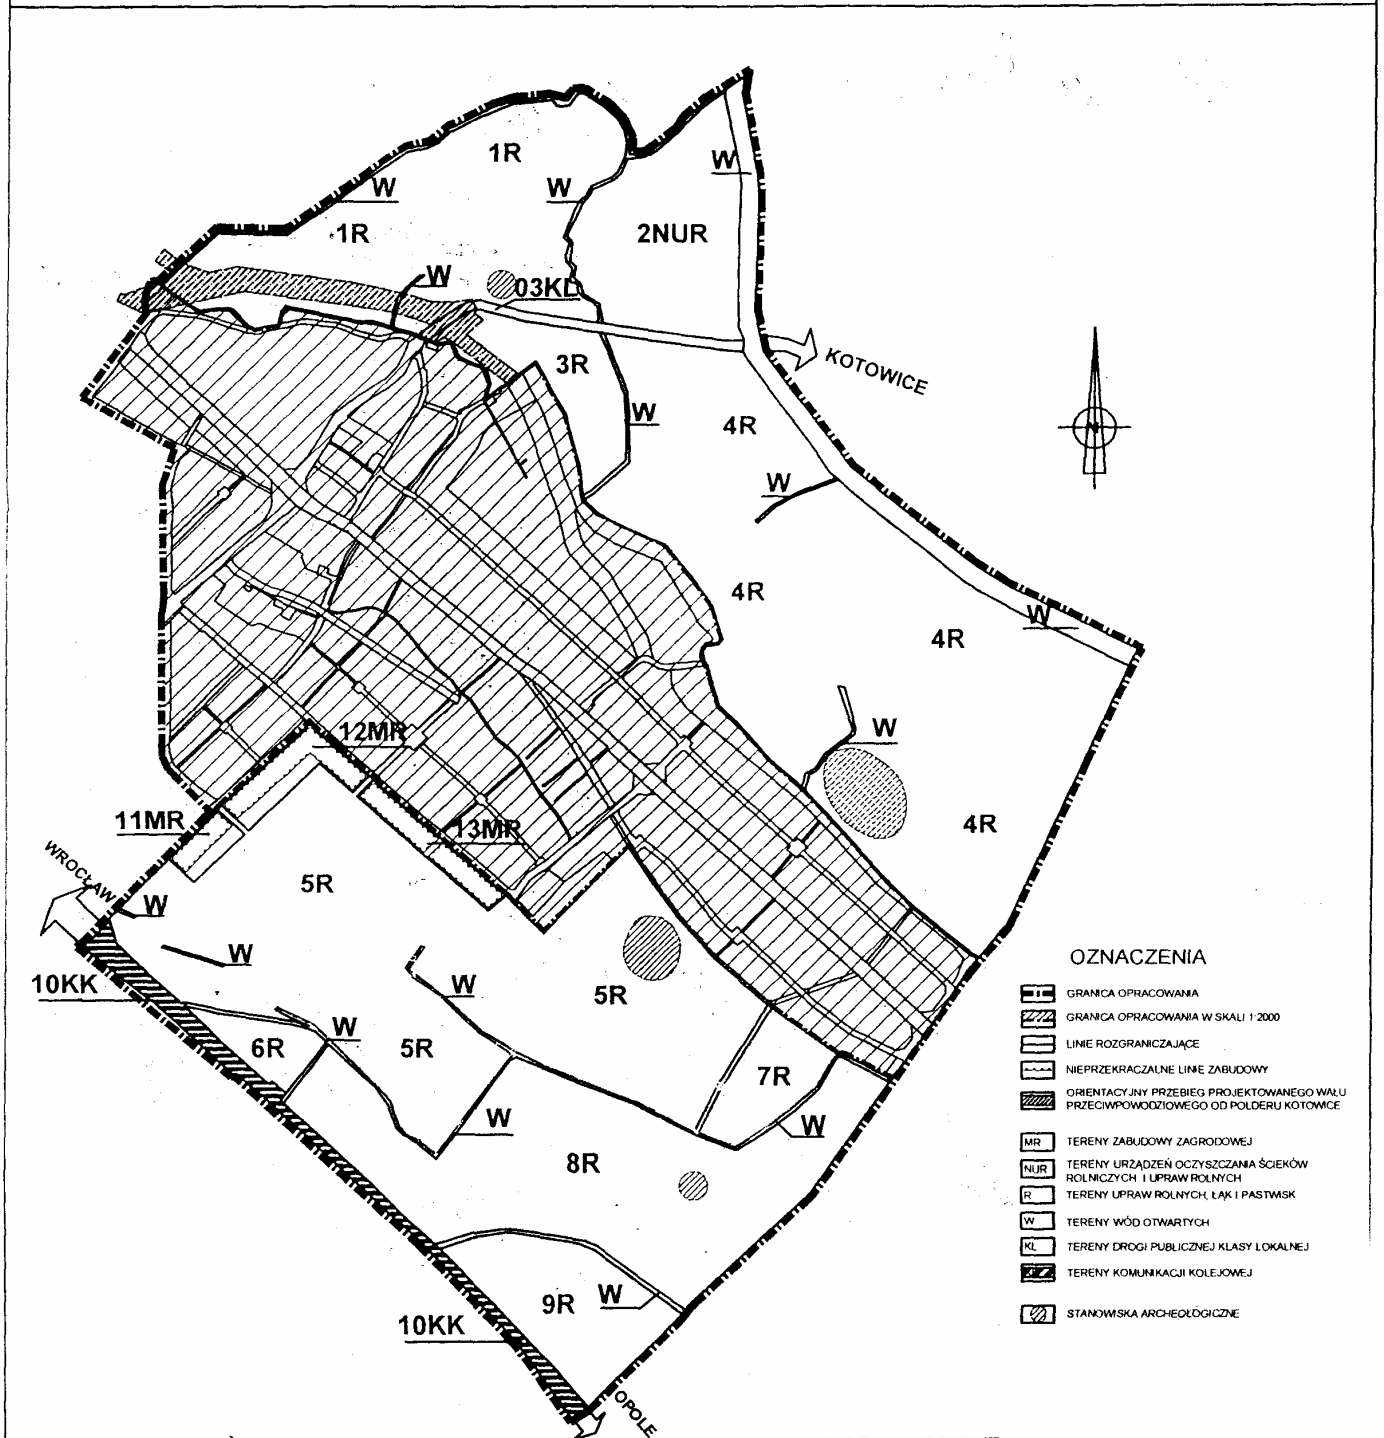 1R
W
W
W
1R
2NUR
W
03KL
3R
KOTOWICE
W
4R
N
W
4R
W
4R
W
12MR
11MR
13MR
4R
WROCŁAW
5R
W
W
10KK
W
5R
W
6R
5R
7R
W
W
8R
9R
W
10KK
OPOLE
OZNACZENIA
GRANICA OPRACOWANIA
GRANICA OPRACOWANIA W SKALI 1:2000
LINIE ROZGRANICZAJĄCE
NIEPRZEKRACZALNE LINIE ZABUDOWY
ORIENTACYJNY PRZEBIEG PROJEKTOWANEGO WAŁU
PRZECIWPOWODZIOWEGO OD POLDERU KOTOWICE
MR TERENY ZABUDOWY ZAGRODOWEJ
NUR TERENY URZĄDZEŃ OCZYSZCZANIA ŚCIEKÓW
ROLNICZYCH I UPRAW ROLNYCH
R TERENY UPRAW ROLNYCH, ŁĄK I PASTWISK
W TERENY WÓD OTWARTYCH
KL TERENY DROGI PUBLICZNEJ KLASY LOKALNEJ
TERENY KOMUNIKACJI KOLEJOWEJ
STANOWISKA ARCHEOLOGICZNE